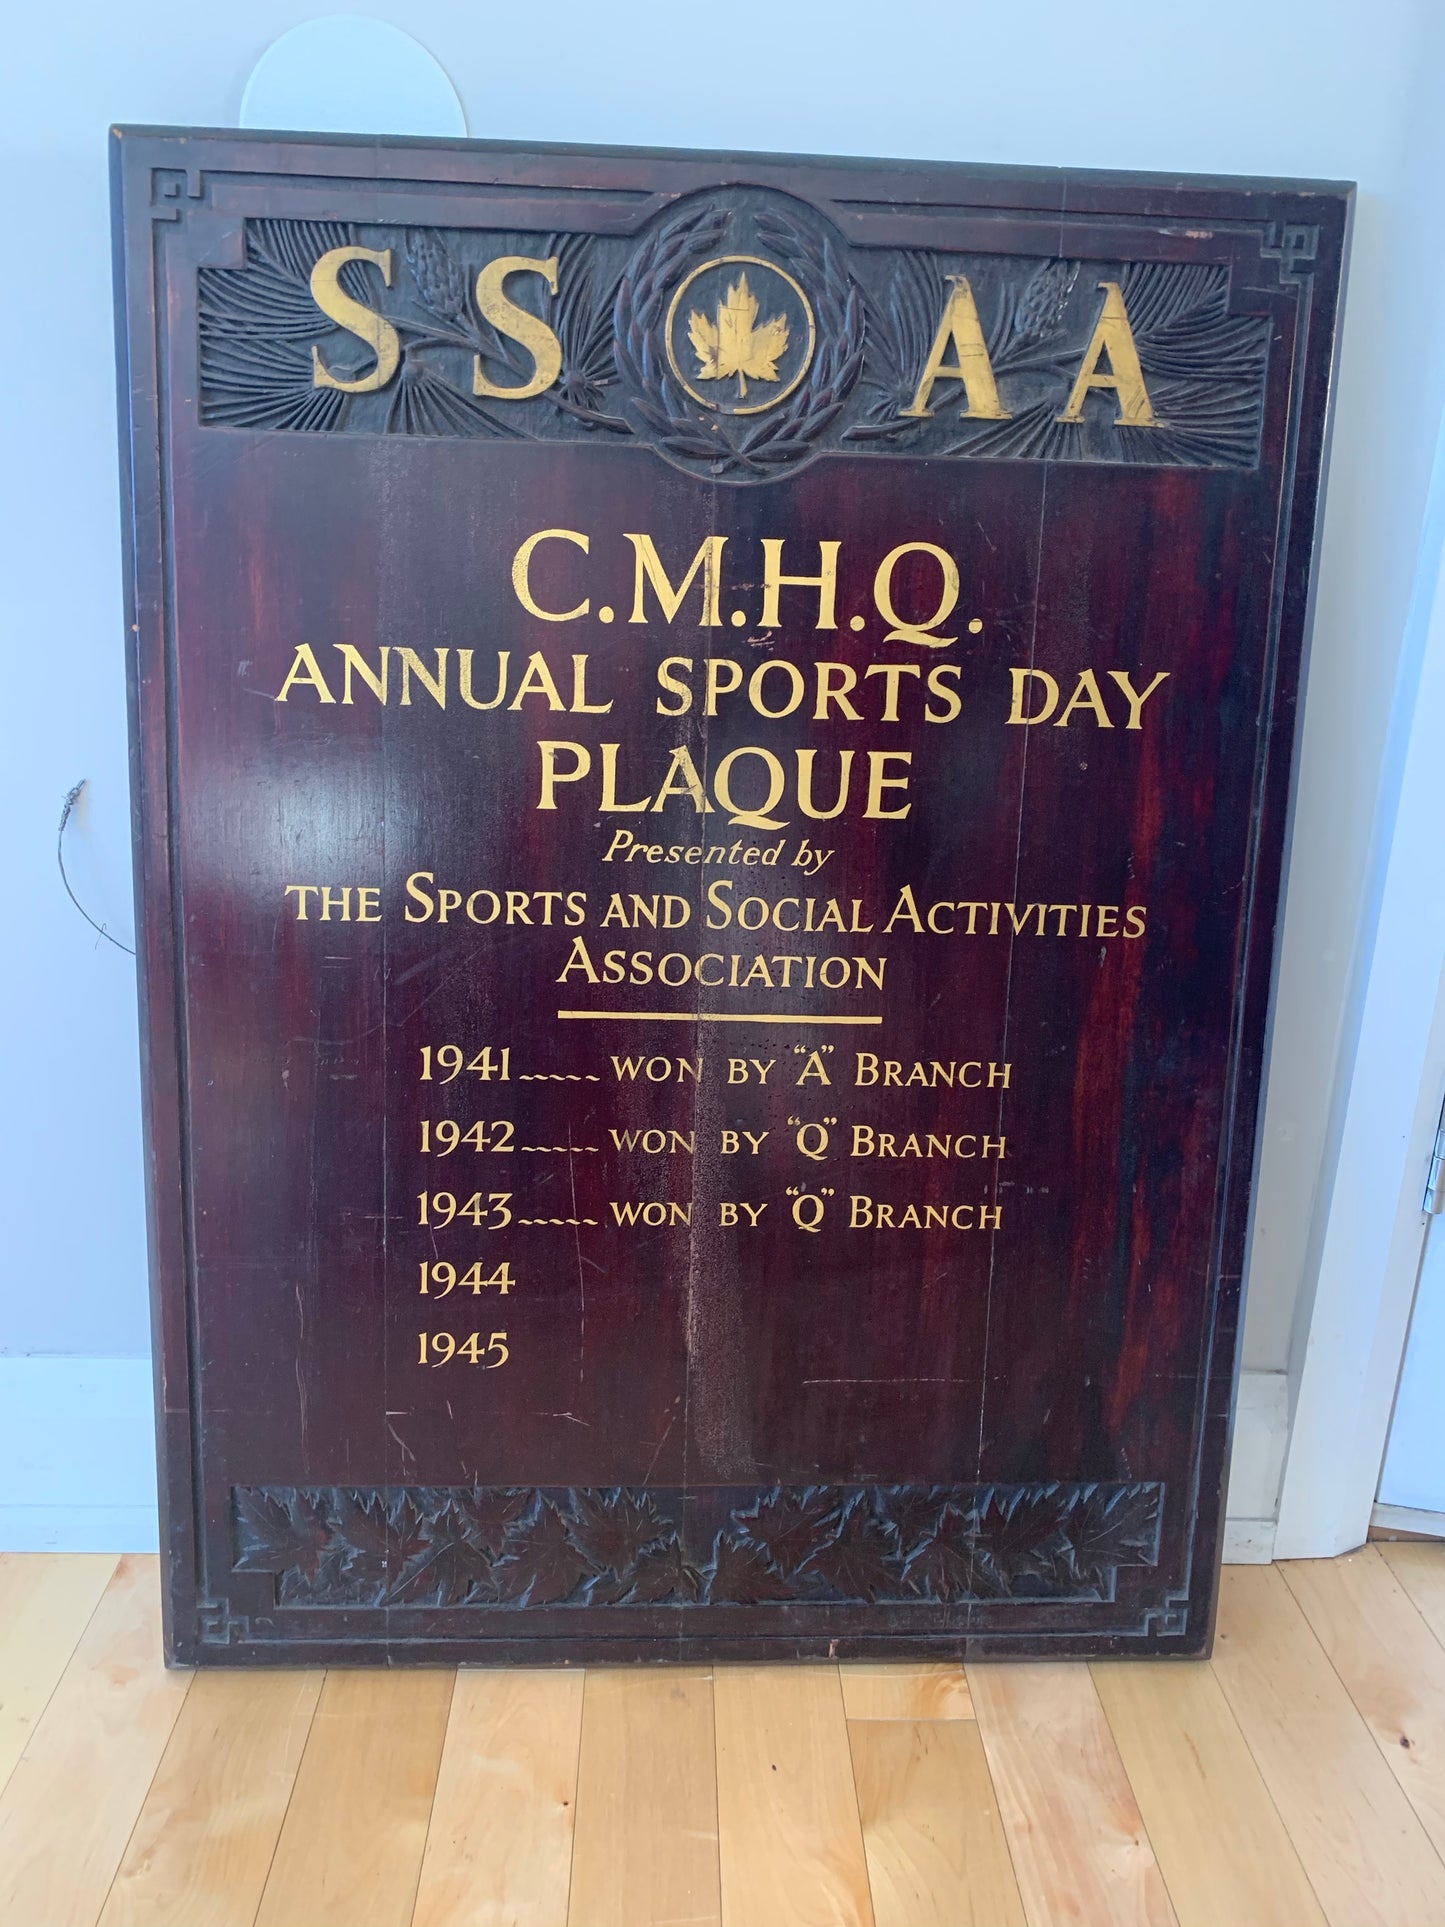 SS AA
C.M.H.Q.
ANNUAL SPORTS DAY
PLAQUE
Presented by
THE SPORTS AND SOCIAL ACTIVITIES
ASSOCIATION
1941~~~~~ WON BY "A" BRANCH
1942~~~~~ WON BY "Q" BRANCH
1943~~~~~ WON BY "Q" BRANCH
1944
1945